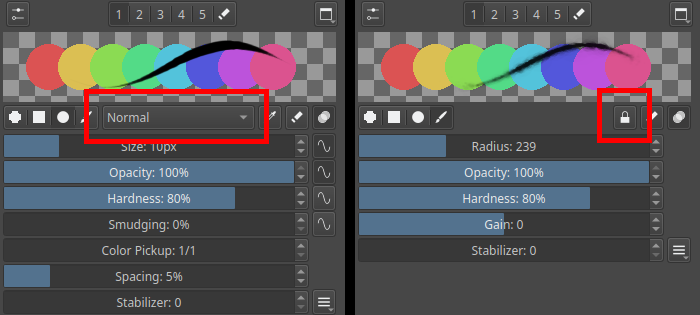 1 2 3 4 5
Normal
Size: 10px
Opacity: 100%
Hardness: 80%
Smudging: 0%
Color Pickup: 1/1
Spacing: 5%
Stabilizer: 0
1 2 3 4 5
Radius: 239
Opacity: 100%
Hardness: 80%
Gain: 0
Stabilizer: 0